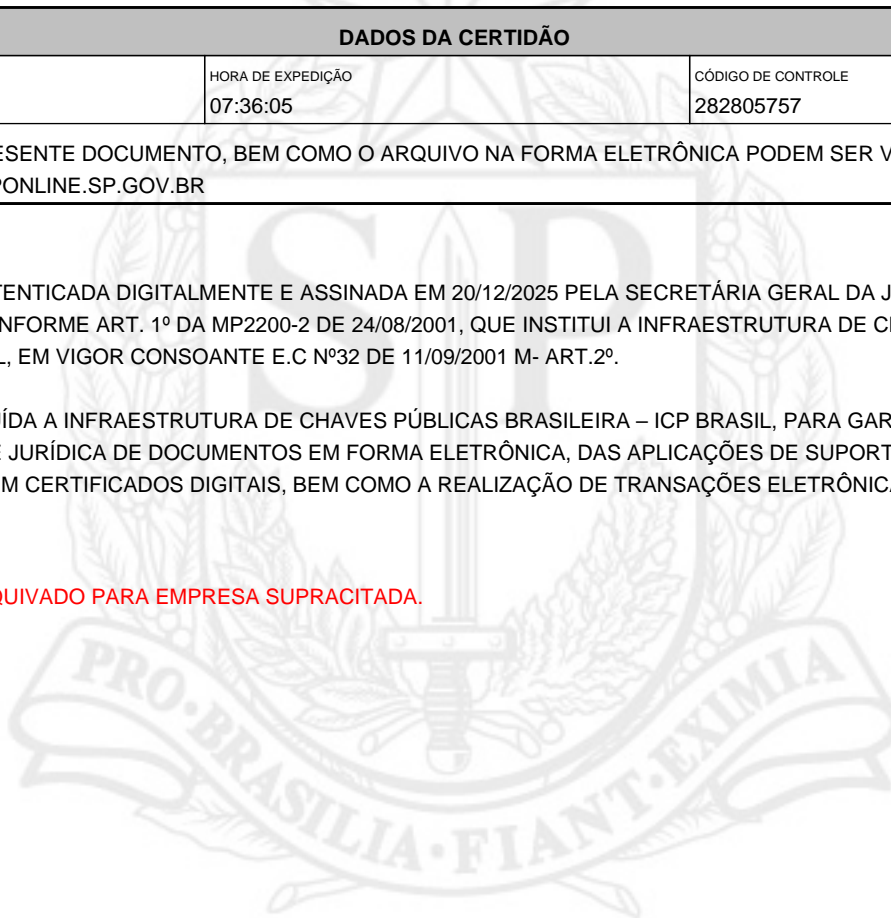 DADOS DA CERTIDÃO
HORA DE EXPEDIÇÃO CÓDIGO DE CONTROLE
07:36:05 282805757
ESENTE DOCUMENTO, BEM COMO O ARQUIVO NA FORMA ELETRÔNICA PODEM SER V
PONLINE.SP.GOV.BR
TENTICADA DIGITALMENTE E ASSINADA EM 20/12/2025 PELA SECRETÁRIA GERAL DA J
NFORME ART. 1º DA MP2200-2 DE 24/08/2001, QUE INSTITUI A INFRAESTRUTURA DE C
L, EM VIGOR CONSOANTE E.C Nº32 DE 11/09/2001 M- ART.2º.
UÍDA A INFRAESTRUTURA DE CHAVES PÚBLICAS BRASILEIRA – ICP BRASIL, PARA GAR
E JURÍDICA DE DOCUMENTOS EM FORMA ELETRÔNICA, DAS APLICAÇÕES DE SUPORT
M CERTIFICADOS DIGITAIS, BEM COMO A REALIZAÇÃO DE TRANSAÇÕES ELETRÔNICA
QUIVADO PARA EMPRESA SUPRACITADA.
SP
PRO·BRASILIA·FIANT·EXIMIA